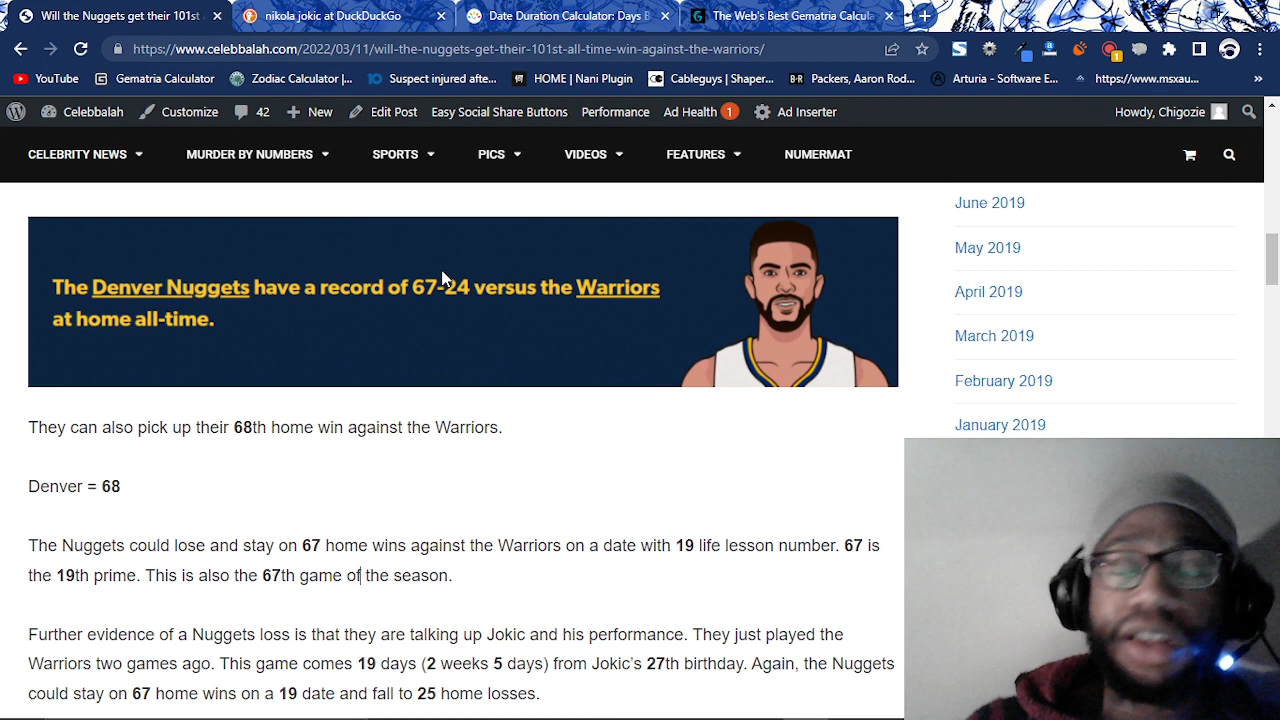 Will the Nuggets get their 101st
nikola jokic at DuckDuckGo
Date Duration Calculator: Days B
The Web's Best Gematria Calcula
https://www.celebbalah.com/2022/03/11/will-the-nuggets-get-their-101st-all-time-win-against-the-warriors/
YouTube
Gematria Calculator
Zodiac Calculator |...
Suspect injured afte...
HOME | Nani Plugin
Cableguys | Shaper...
Packers, Aaron Rod...
Arturia - Software E...
https://www.msxau...
»
Celebbalah
Customize
42
New
Edit Post
Easy Social Share Buttons
Performance
Ad Health 1
Ad Inserter
Howdy, Chigozie
CELEBRITY NEWS
MURDER BY NUMBERS
SPORTS
PICS
VIDEOS
FEATURES
NUMERMAT
The Denver Nuggets have a record of 67-24 versus the Warriors
at home all-time.
They can also pick up their 68th home win against the Warriors.
Denver = 68
The Nuggets could lose and stay on 67 home wins against the Warriors on a date with 19 life lesson number. 67 is
the 19th prime. This is also the 67th game of the season.
Further evidence of a Nuggets loss is that they are talking up Jokic and his performance. They just played the
Warriors two games ago. This game comes 19 days (2 weeks 5 days) from Jokic's 27th birthday. Again, the Nuggets
could stay on 67 home wins on a 19 date and fall to 25 home losses.
June 2019
May 2019
April 2019
March 2019
February 2019
January 2019